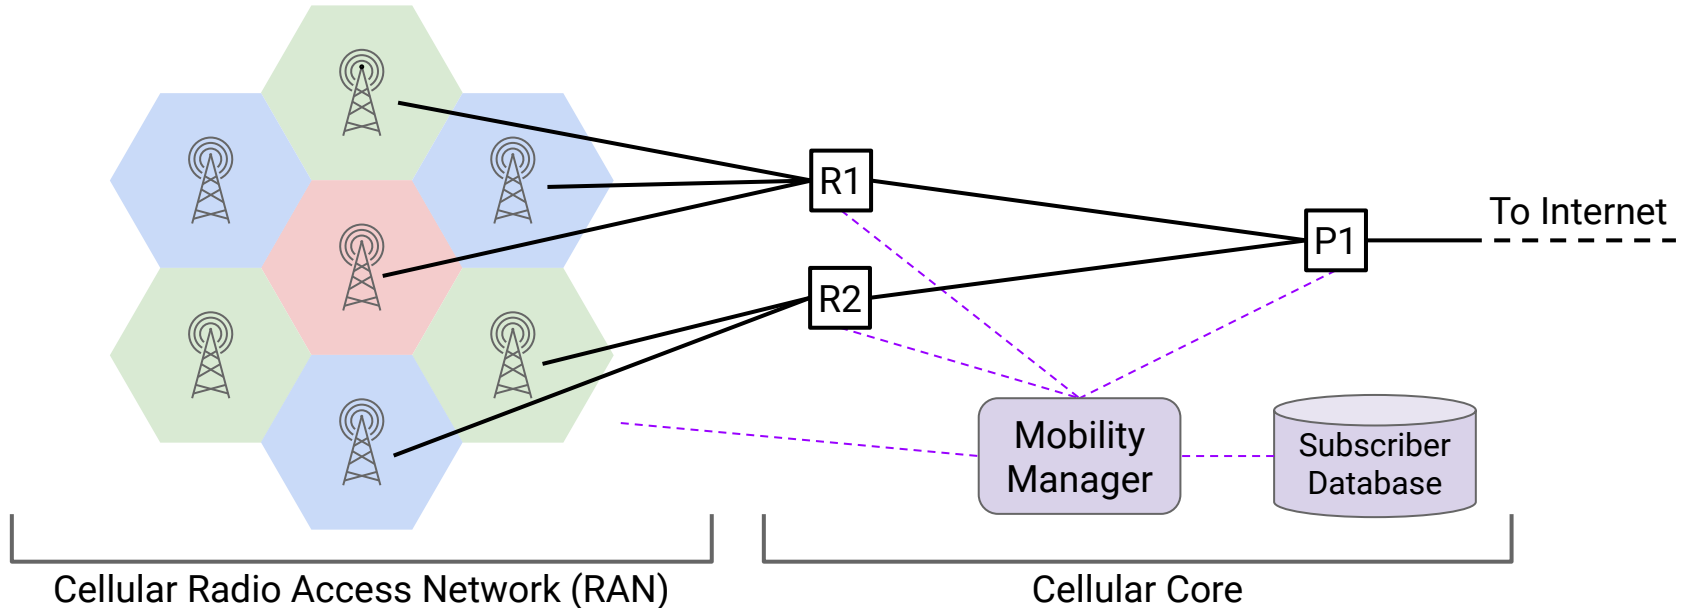 R1
To Internet
P1
R2
Mobility
Manager
Subscriber
Database
Cellular Radio Access Network (RAN)
Cellular Core